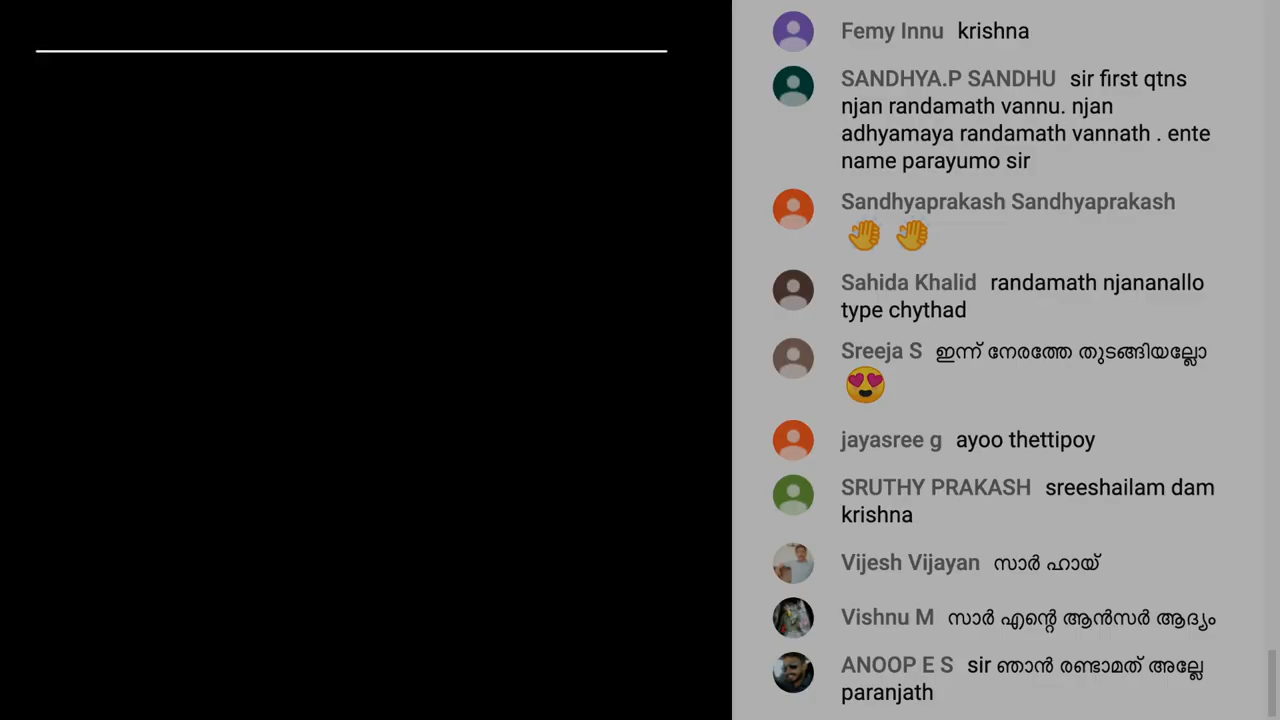 Femy Innu krishna
SANDHYA.P SANDHU sir first qtns
njan randamath vannu. njan
adhyamaya randamath vannath . ente
name parayumo sir
Sandhyaprakash Sandhyaprakash
Sahida Khalid randamath njananallo
type chythad
Sreeja S ഇന്ന് നേരത്തേ തുടങ്ങിയല്ലോ
jayasree g ayoo thettipoy
SRUTHY PRAKASH sreeshailam dam
krishna
Vijesh Vijayan സാർ ഹായ്
Vishnu M സാർ എന്റെ ആൻസർ ആദ്യം
ANOOP E S sir ഞാൻ രണ്ടാമത് അല്ലേ
paranjath